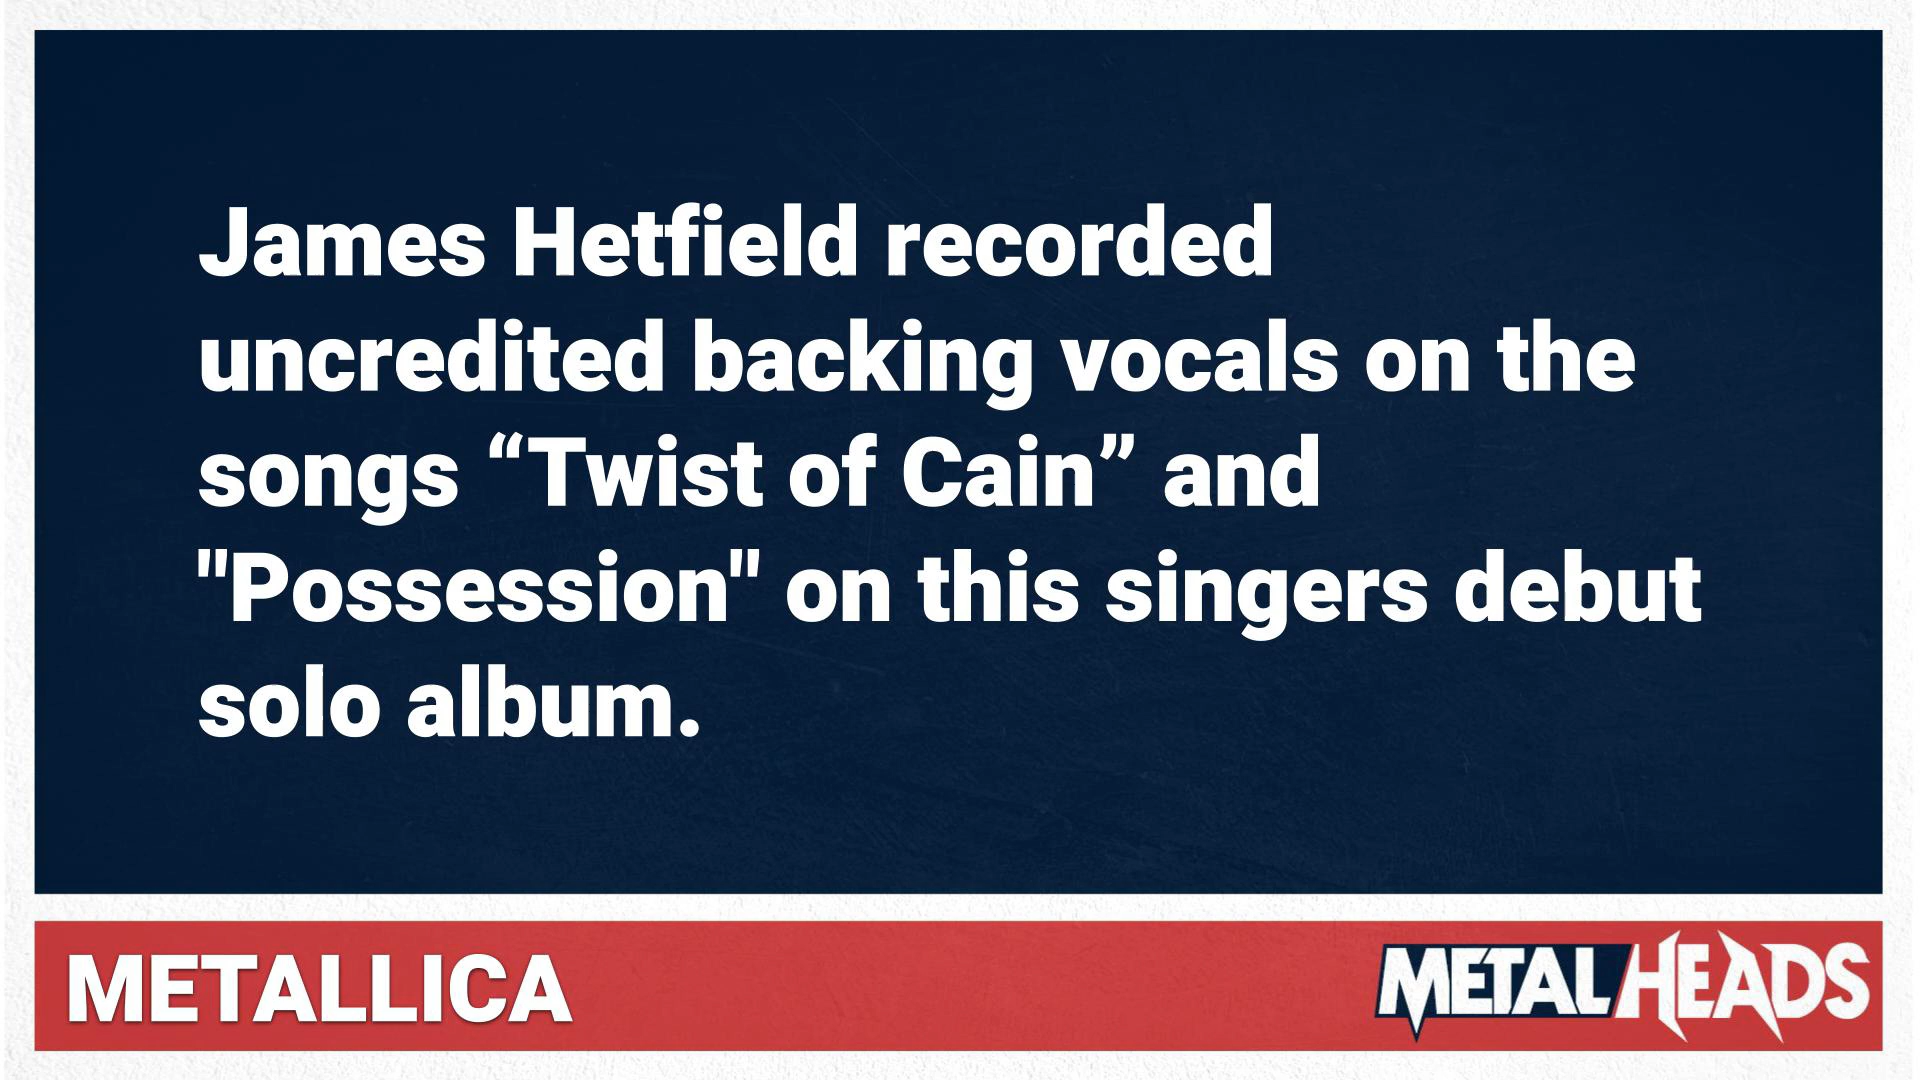 James Hetfield recorded
uncredited backing vocals on the
songs “Twist of Cain” and
"Possession" on this singers debut
solo album.
METALLICA
METALHEADS